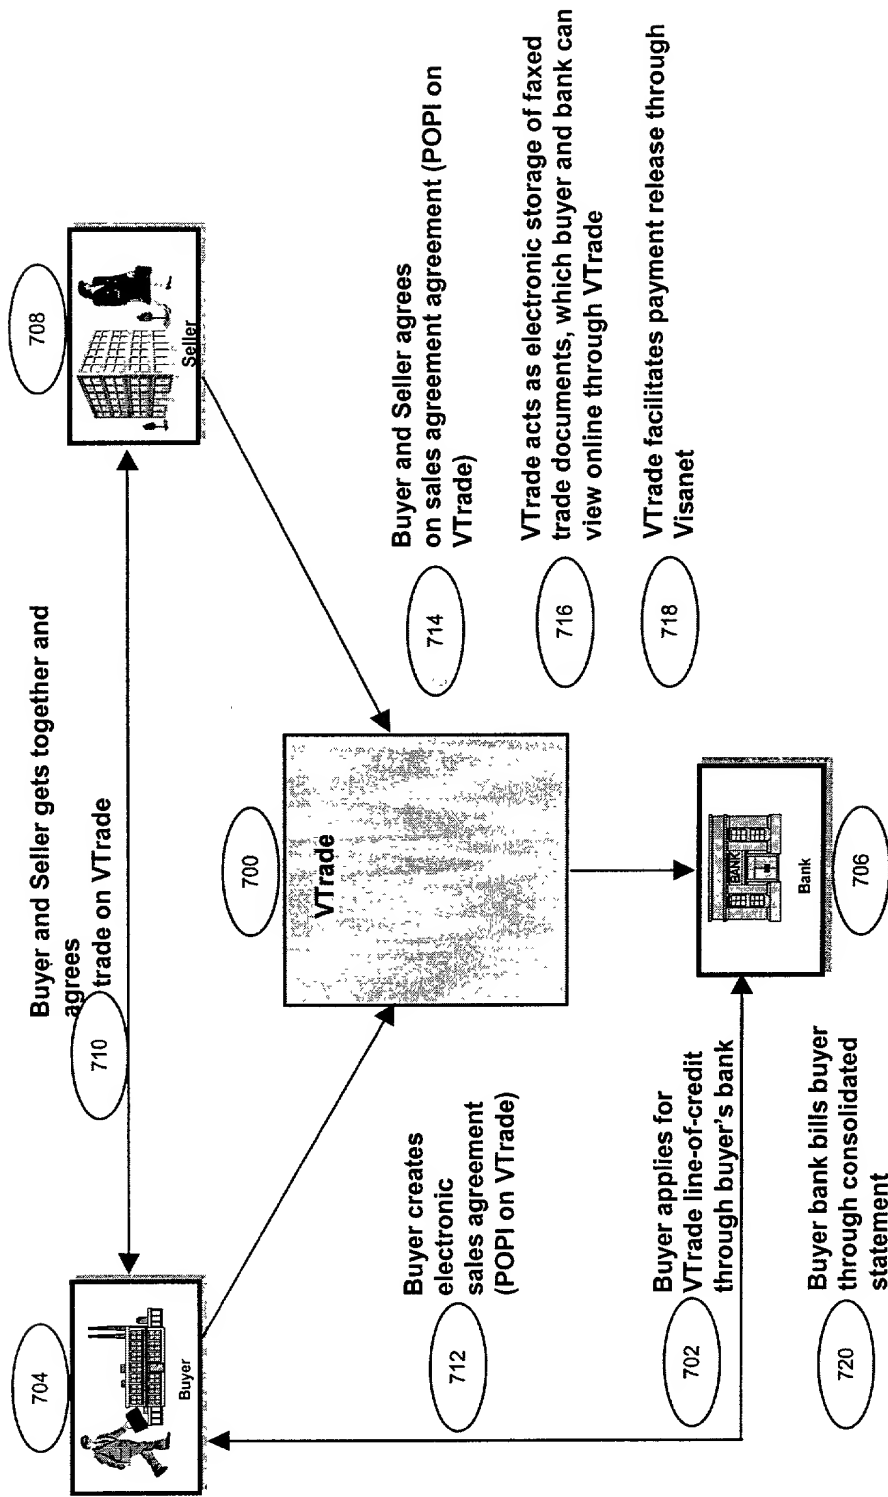 Buyer and Seller gets together and
agrees
trade on VTrade
710
704
Buyer
708
Seller
700
VTrade
712
Buyer creates
electronic
sales agreement
(POPI on VTrade)
714
Buyer and Seller agrees
on sales agreement agreement (POPI on
VTrade)
716
VTrade acts as electronic storage of faxed
trade documents, which buyer and bank can
view online through VTrade
718
VTrade facilitates payment release through
Visanet
702
Buyer applies for
VTrade line-of-credit
through buyer's bank
BANK
Bank
706
720
Buyer bank bills buyer
through consolidated
statement